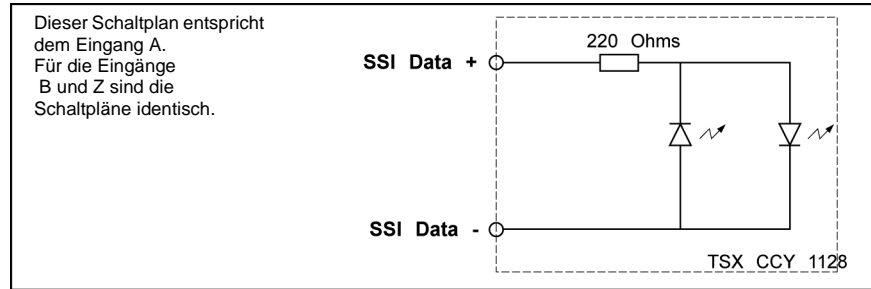 Dieser Schaltplan entspricht
dem Eingang A.
Für die Eingänge
B und Z sind die
Schaltpläne identisch.
220 Ohms
SSI Data +
SSI Data -
TSX CCY 1128